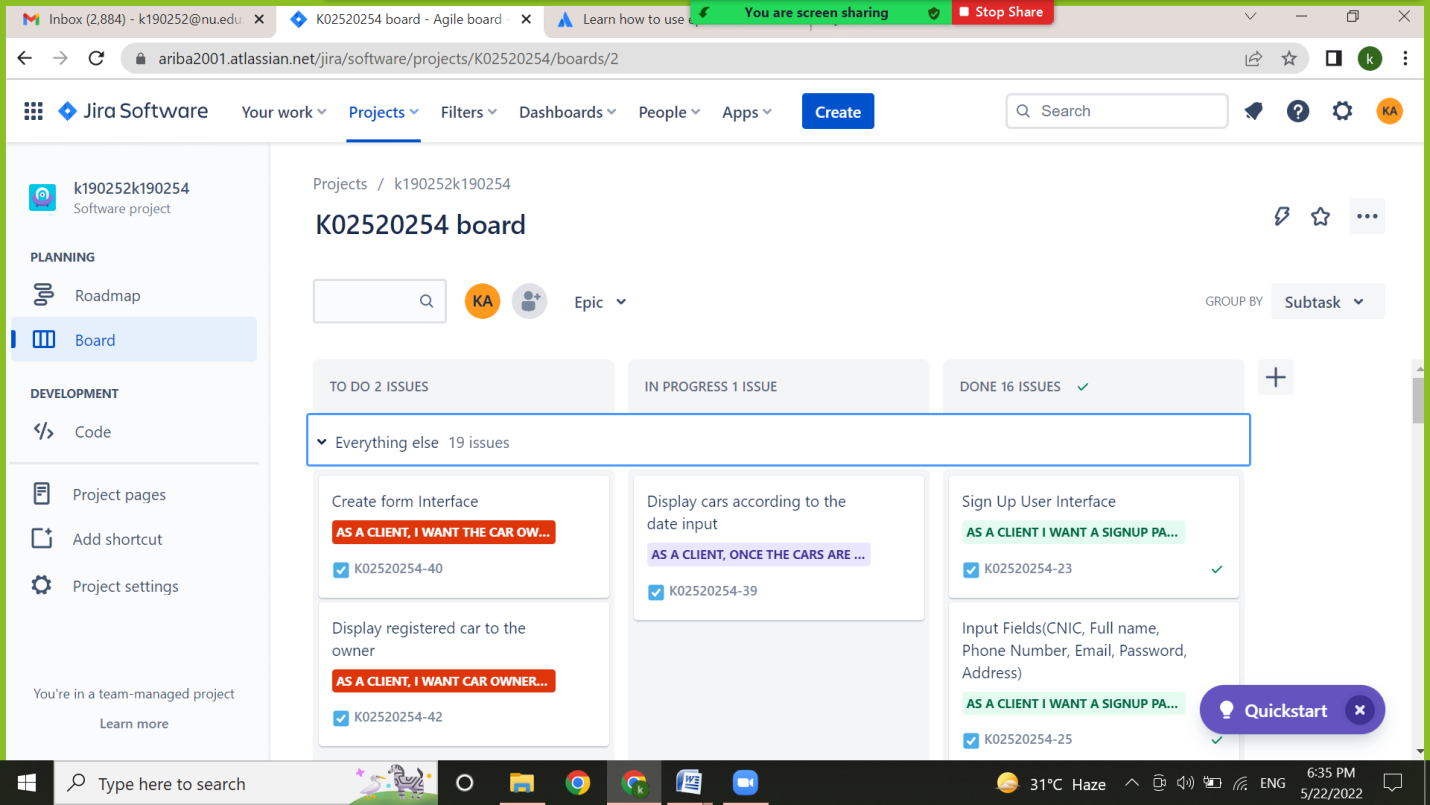 Inbox (2,884) - k190252@nu.edu.
K02520254 board - Agile board -
Learn how to use
You are screen sharing
Stop Share
ariba2001.atlassian.net/jira/software/projects/K02520254/boards/2
k
Jira Software
Your work
Projects
Filters
Dashboards
People
Apps
Create
Search
KA
k190252k190254
Software project
PLANNING
Roadmap
Board
DEVELOPMENT
Code
Project pages
Add shortcut
Project settings
You're in a team-managed project
Learn more
Projects / k190252k190254
K02520254 board
KA
Epic
GROUP BY
Subtask
TO DO 2 ISSUES
IN PROGRESS 1 ISSUE
DONE 16 ISSUES
Everything else 19 issues
Create form Interface
AS A CLIENT, I WANT THE CAR OW...
K02520254-40
Display registered car to the
owner
AS A CLIENT, I WANT CAR OWNER...
K02520254-42
Display cars according to the
date input
AS A CLIENT, ONCE THE CARS ARE ...
K02520254-39
Sign Up User Interface
AS A CLIENT I WANT A SIGNUP PA...
K02520254-23
Input Fields(CNIC, Full name,
Phone Number, Email, Password,
Address)
AS A CLIENT I WANT A SIGNUP PA...
K02520254-25
Quickstart
Type here to search
31°C Haze
ENG
6:35 PM
5/22/2022